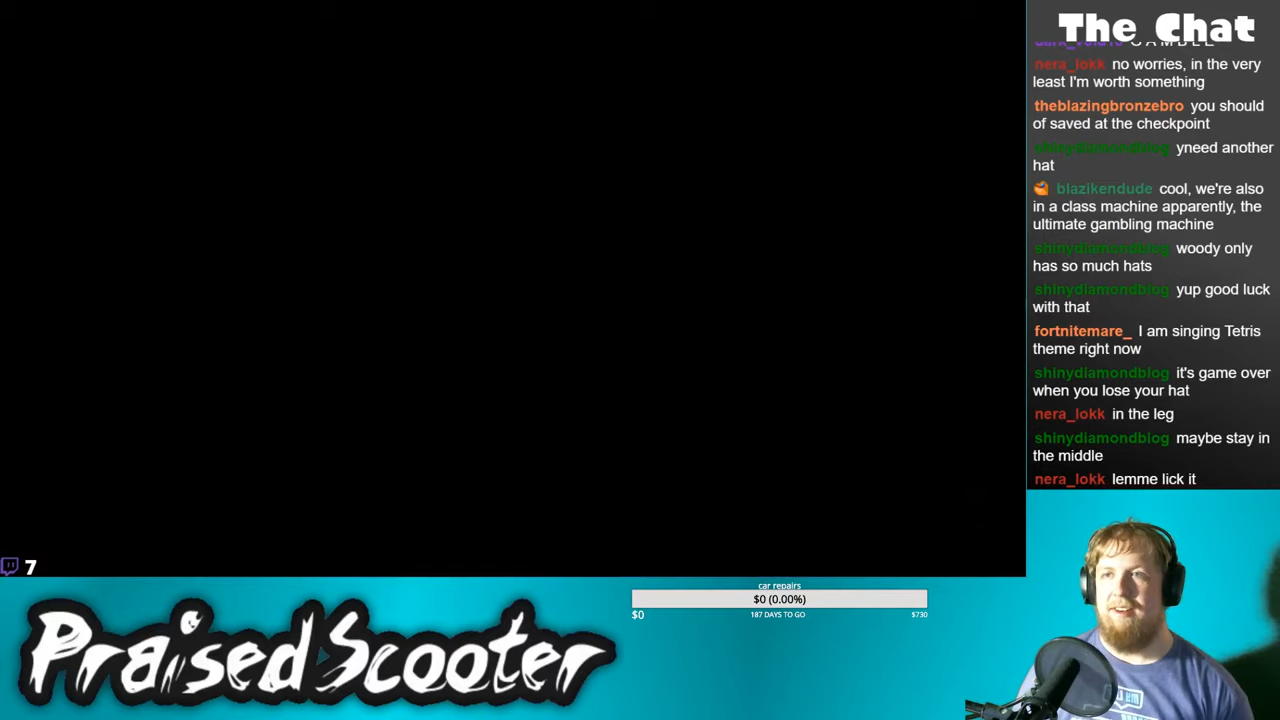 The Chat
nera_lokk no worries, in the very
least I'm worth something
theblazingbronzebro you should
of saved at the checkpoint
shinydiamondblog yneed another
hat
blazikendude cool, we're also
in a class machine apparently, the
ultimate gambling machine
shinydiamondblog woody only
has so much hats
shinydiamondblog yup good luck
with that
fortnitemare_ I am singing Tetris
theme right now
shinydiamondblog it's game over
when you lose your hat
nera_lokk in the leg
shinydiamondblog maybe stay in
the middle
nera_lokk lemme lick it
7
car repairs
$0 (0.00%)
$0 187 DAYS TO GO $730
PraisedScooter